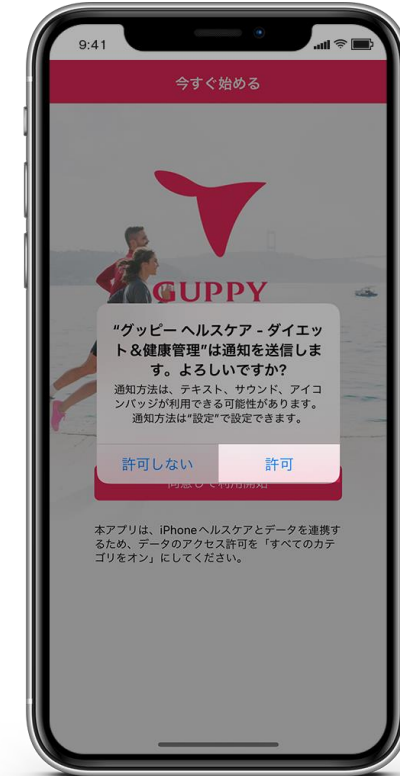 9:41
今すぐ始める
GUPPY
“グッピー ヘルスケア - ダイエッ
ト＆健康管理”は通知を送信しま
す。よろしいですか?
通知方法は、テキスト、サウンド、アイコ
ンバッジが利用できる可能性があります。
通知方法は“設定”で設定できます。
許可しない
許可
同意して利用開始
本アプリは、iPhoneヘルスケアとデータを連携す
るため、データのアクセス許可を「すべてのカテ
ゴリをオン」にしてください。